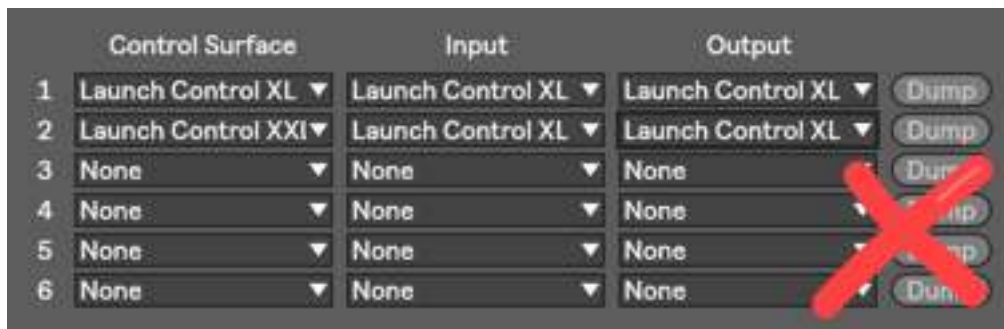 Control Surface Input Output
1 Launch Control XL Launch Control XL Launch Control XL Dump
2 Launch Control XXl Launch Control XL Launch Control XL Dump
3 None None None
4 None None None
5 None None None
6 None None None